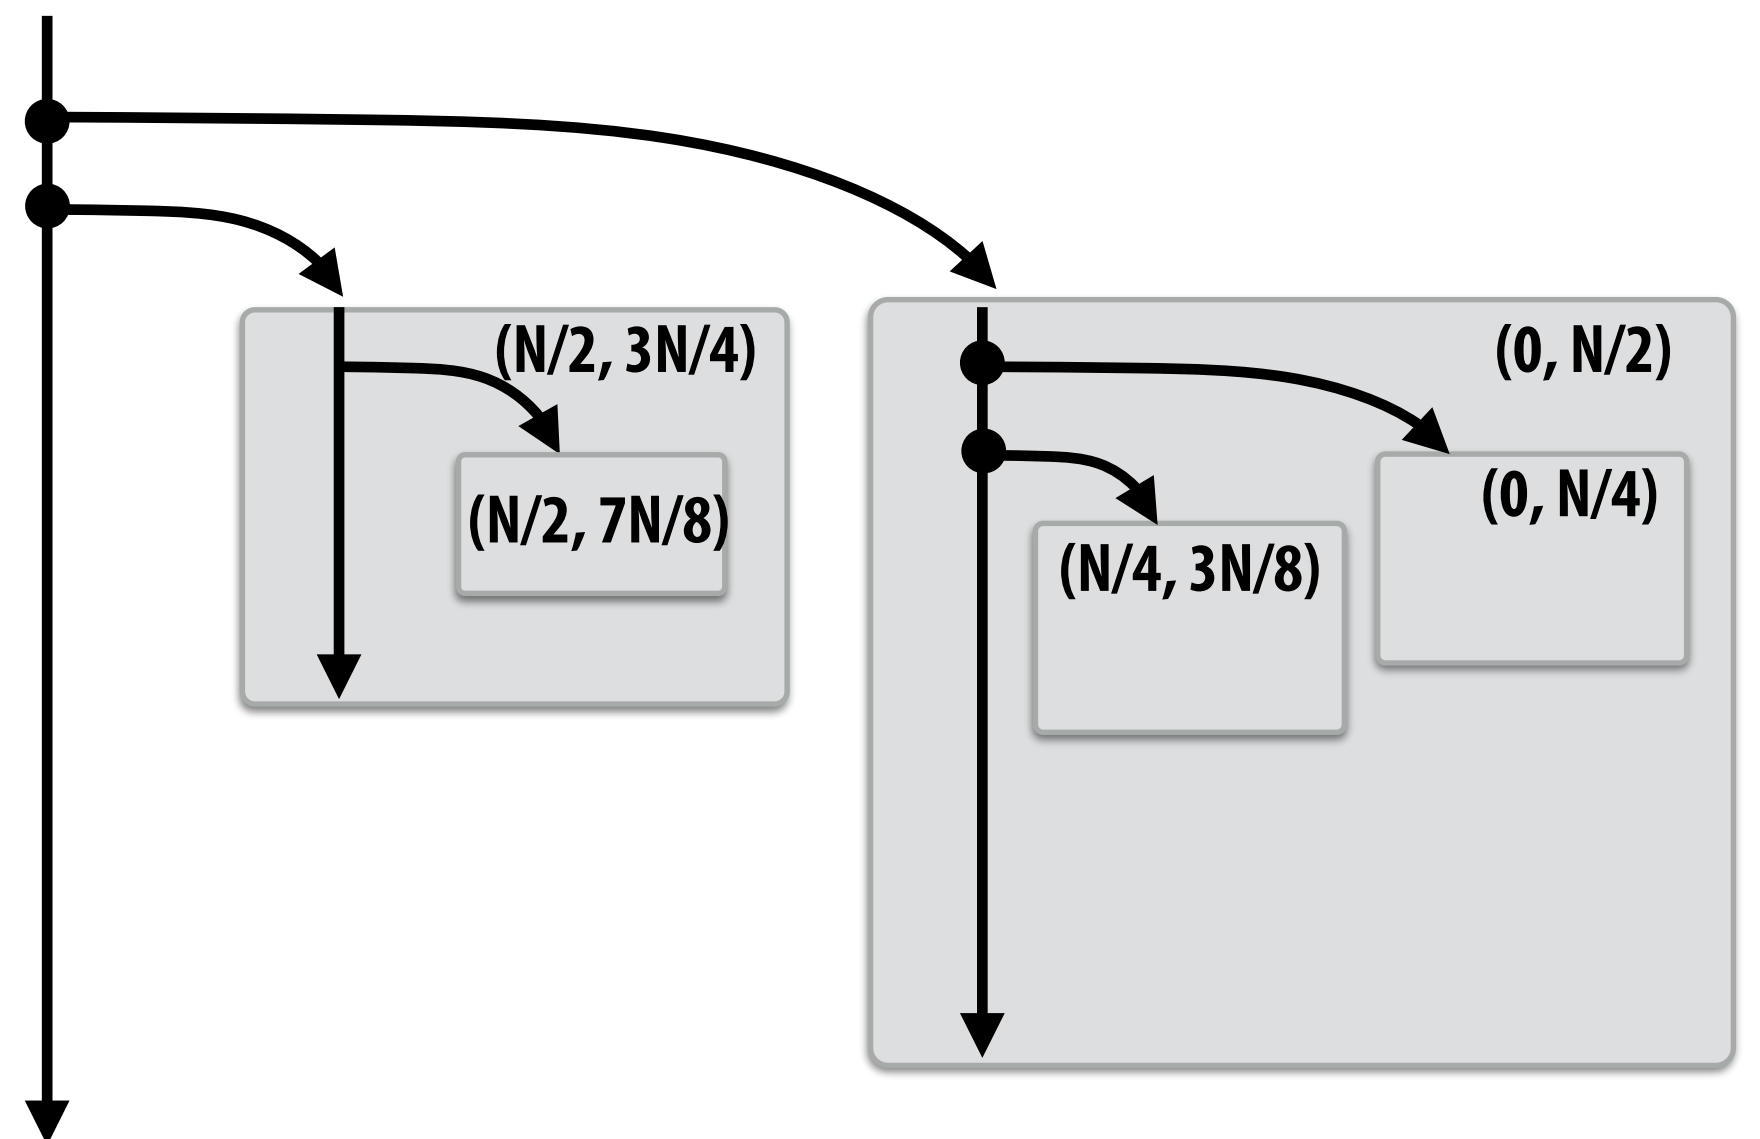 (N/2, 3N/4)
(0, N/2)
(N/2, 7N/8)
(0, N/4)
(N/4, 3N/8)